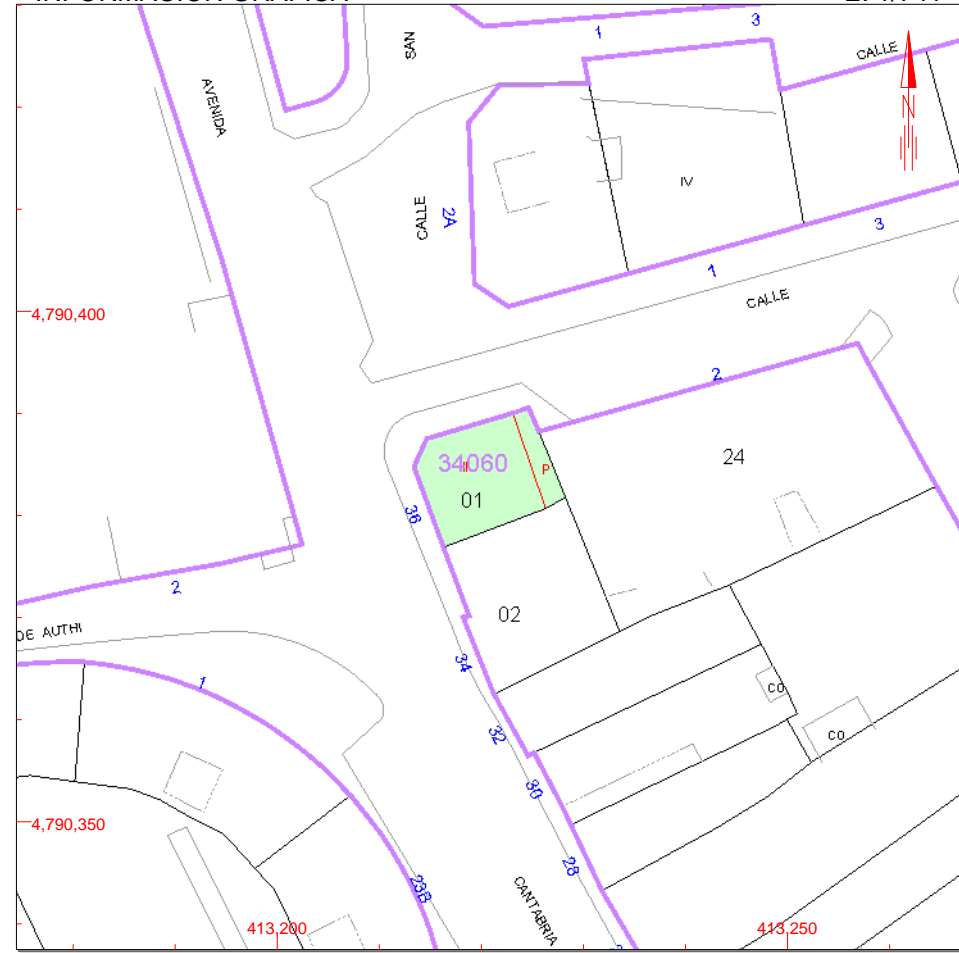 1
3
CALLE
SAN
AVENIDA
N
IV
CALLE
2A
3
1
CALLE
4,790,400
2
34060
II
P
24
01
36
02
2
DE AUTHI
34
1
CO
32
CO
30
4,790,350
28
23B
CANTABRIA
413,200
413,250